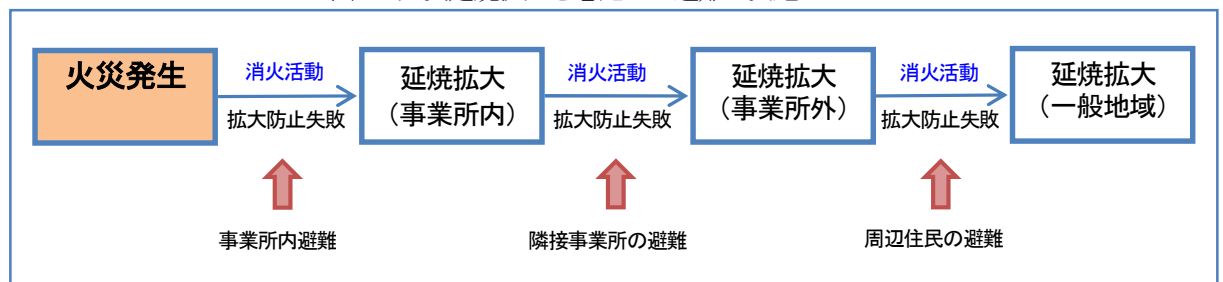 火災発生
消火活動
拡大防止失敗
延焼拡大
（事業所内）
消火活動
拡大防止失敗
延焼拡大
（事業所外）
消火活動
拡大防止失敗
延焼拡大
（一般地域）
事業所内避難
隣接事業所の避難
周辺住民の避難